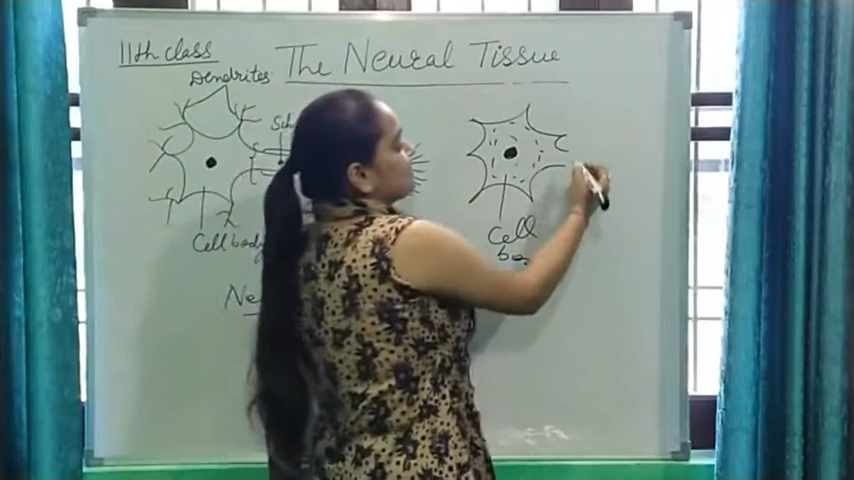 11th class
The Neural Tissue
Dendrites
Cell body
Cell